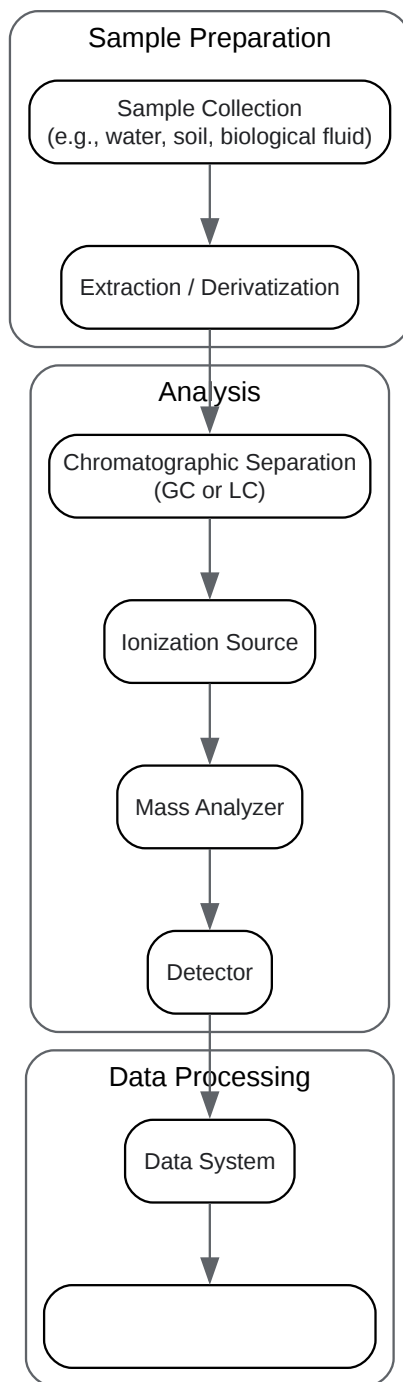 Sample Preparation
Sample Collection
(e.g., water, soil, biological fluid)
Extraction / Derivatization
Analysis
Chromatographic Separation
(GC or LC)
Ionization Source
Mass Analyzer
Detector
Data Processing
Data System